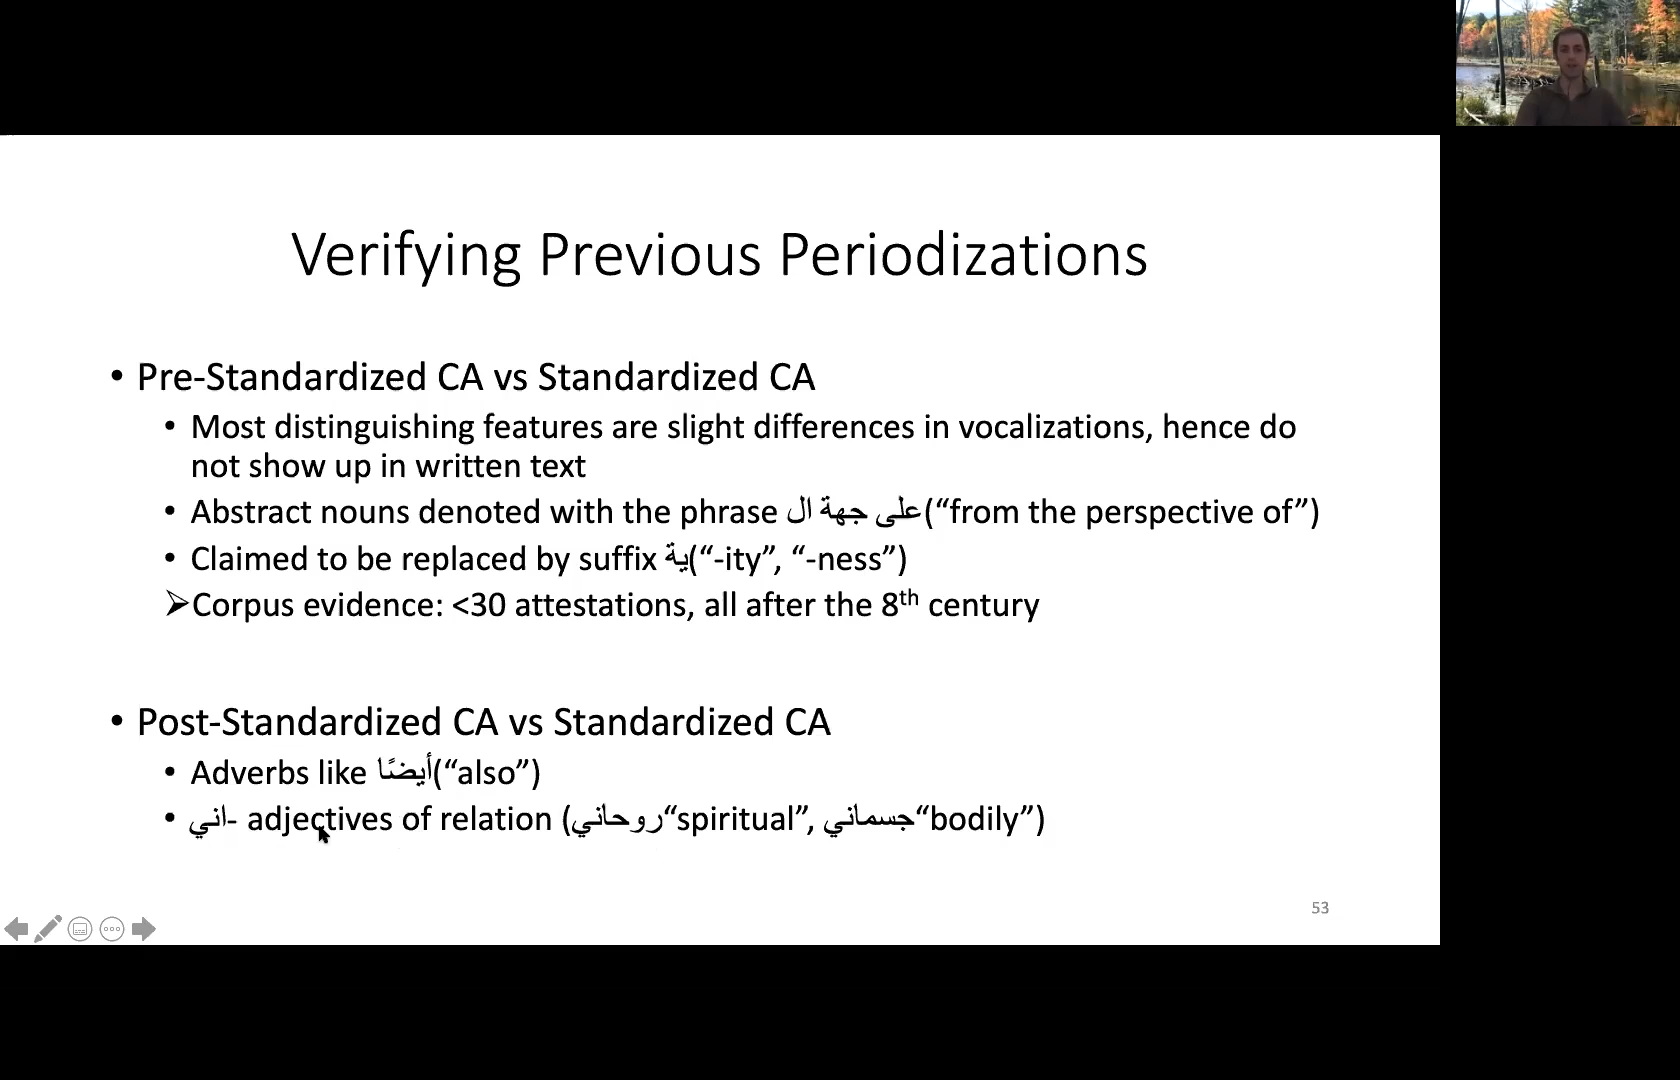 Verifying Previous Periodizations
• Pre-Standardized CA vs Standardized CA
• Most distinguishing features are slight differences in vocalizations, hence do
not show up in written text
• Abstract nouns denoted with the phrase على جهة ال(“from the perspective of”)
• Claimed to be replaced by suffix ية(“-ity”, “-ness”)
➢Corpus evidence: <30 attestations, all after the 8th century
• Post-Standardized CA vs Standardized CA
• Adverbs like أيضًا(“also”)
• اني- adjectives of relation (روحاني“spiritual”, جسماني“bodily”)
53